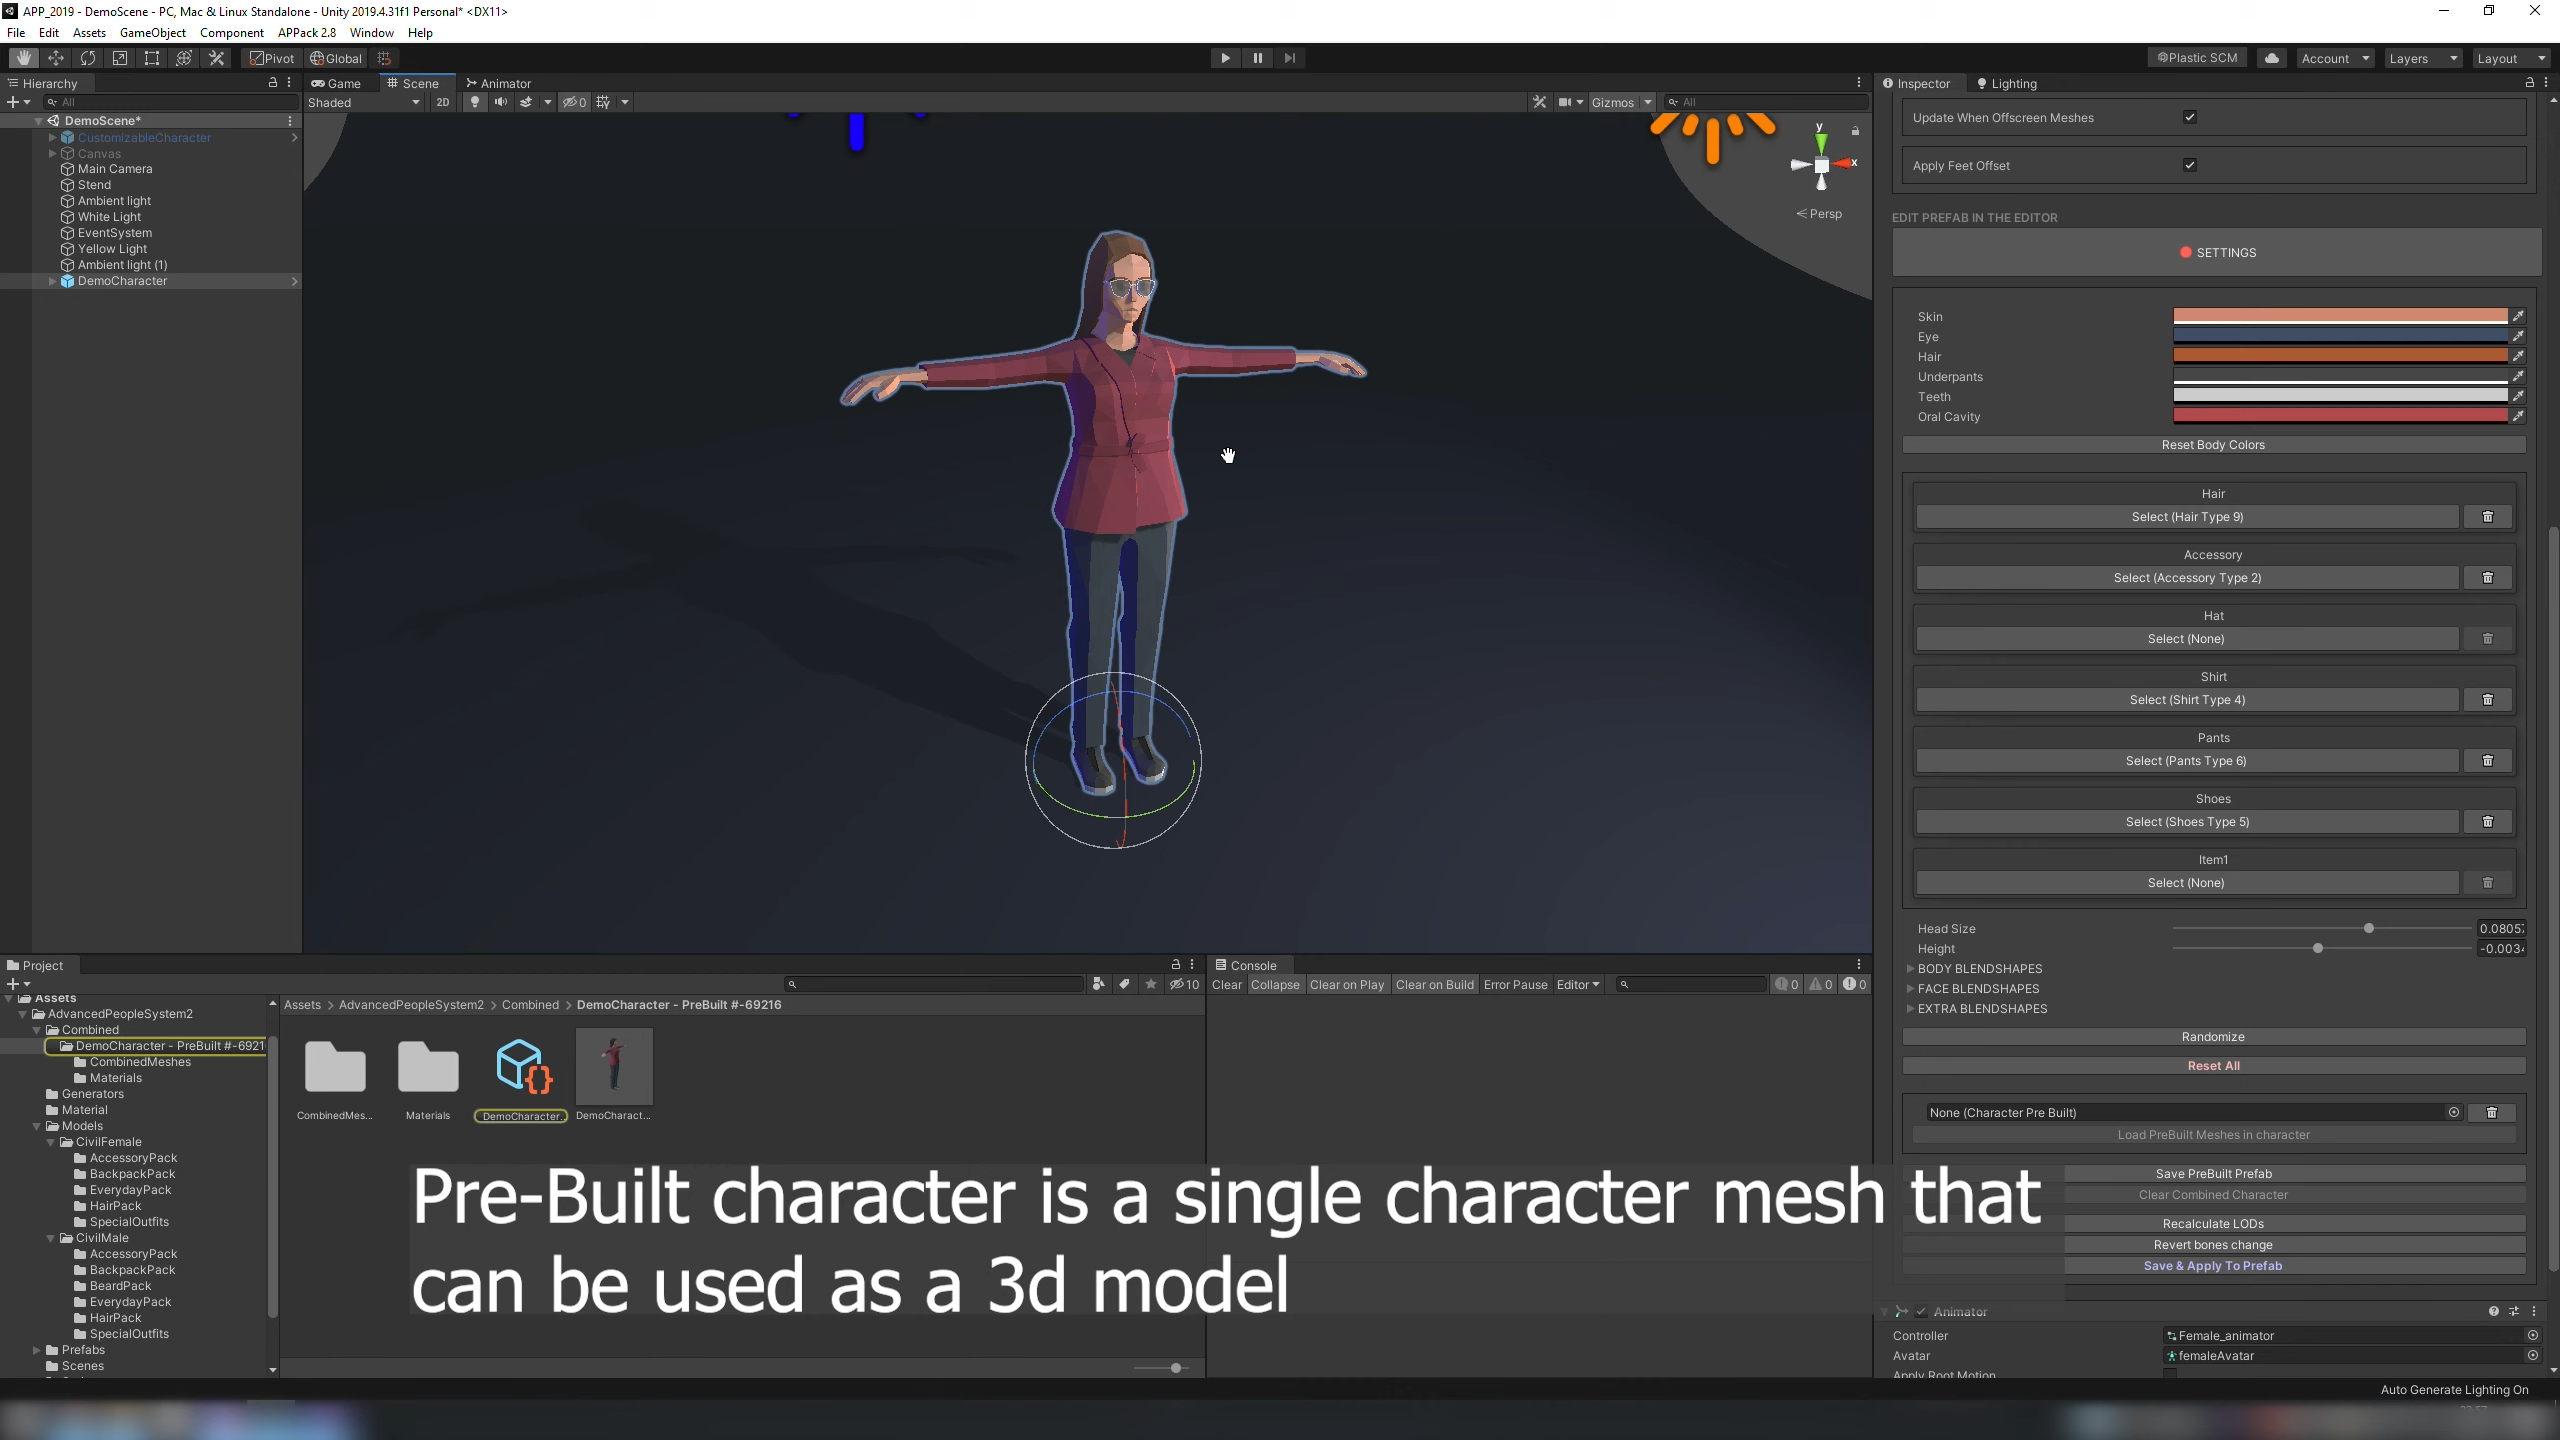 APP_2019 - DemoScene - PC, Mac & Linux Standalone - Unity 2019.4.31f1 Personal* <DX11>
File Edit Assets GameObject Component APPack 2.8 Window Help
Pivot Global Plastic SCM Account Layers Layout
Hierarchy
All
DemoScene*
CustomizableCharacter
Canvas
Main Camera
Stend
Ambient light
White Light
EventSystem
Yellow Light
Ambient light (1)
DemoCharacter
Game Scene Animator
Shaded 2D 0 Gizmos All
y
x
Persp
Inspector Lighting
Update When Offscreen Meshes
Apply Feet Offset
EDIT PREFAB IN THE EDITOR
SETTINGS
Skin
Eye
Hair
Underpants
Teeth
Oral Cavity
Reset Body Colors
Hair
Select (Hair Type 9)
Accessory
Select (Accessory Type 2)
Hat
Select (None)
Shirt
Select (Shirt Type 4)
Pants
Select (Pants Type 6)
Shoes
Select (Shoes Type 5)
Item1
Select (None)
Head Size 0.0805
Height -0.003
BODY BLENDSHAPES
FACE BLENDSHAPES
EXTRA BLENDSHAPES
Randomize
Reset All
None (Character Pre Built)
Load PreBuilt Meshes in character
Save PreBuilt Prefab
Clear Combined Character
Recalculate LODs
Revert bones change
Save & Apply To Prefab
Animator
Controller Female_animator
Avatar femaleAvatar
Apply Root Motion
Project
10
Assets
AdvancedPeopleSystem2
Combined
DemoCharacter - PreBuilt #-6921
CombinedMeshes
Materials
Generators
Material
Models
CivilFemale
AccessoryPack
BackpackPack
EverydayPack
HairPack
SpecialOutfits
CivilMale
AccessoryPack
BackpackPack
BeardPack
EverydayPack
HairPack
SpecialOutfits
Prefabs
Scenes
Assets > AdvancedPeopleSystem2 > Combined > DemoCharacter - PreBuilt #-69216
CombinedMes... Materials DemoCharacter.. DemoCharact...
Console
Clear Collapse Clear on Play Clear on Build Error Pause Editor 0 0 0
Pre-Built character is a single character mesh that
can be used as a 3d model
Auto Generate Lighting On